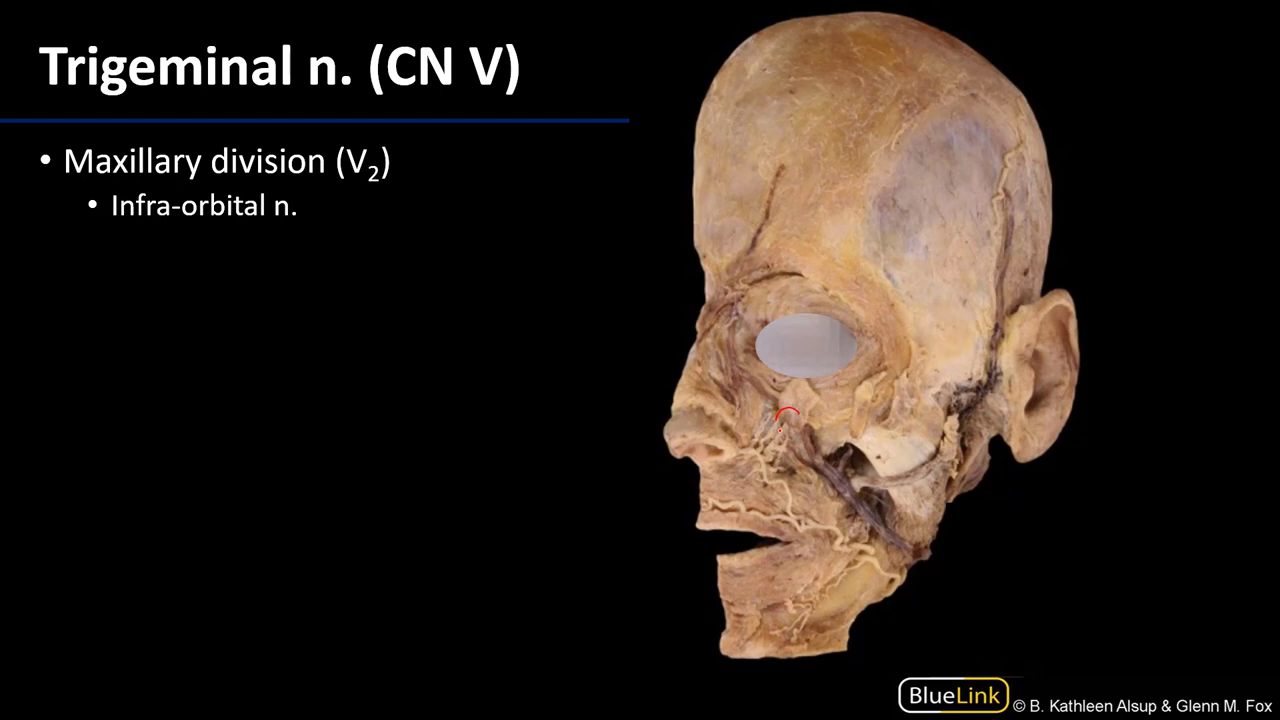 Trigeminal n. (CN V)
• Maxillary division (V₂)
• Infra-orbital n.
BlueLink
© B. Kathleen Alsup & Glenn M. Fox